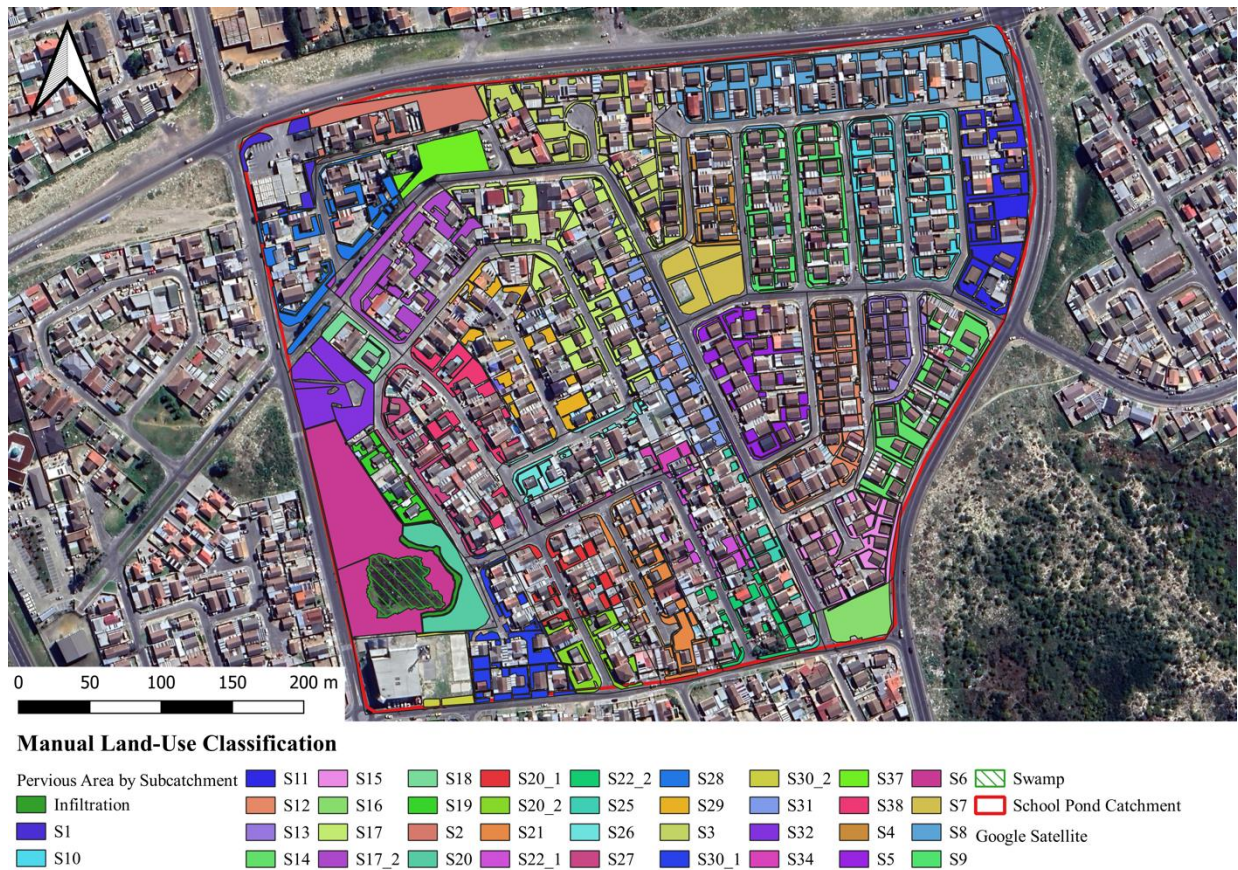 0 50 100 150 200 m
Manual Land-Use Classification
Pervious Area by Subcatchment
Infiltration
S1
S10
S11
S12
S13
S14
S15
S16
S17
S17_2
S18
S19
S2
S20
S20_1
S20_2
S21
S22_1
S22_2
S25
S26
S27
S28
S29
S3
S30_1
S30_2
S31
S32
S34
S37
S38
S4
S5
S6
S7
S8
S9
Swamp
School Pond Catchment
Google Satellite